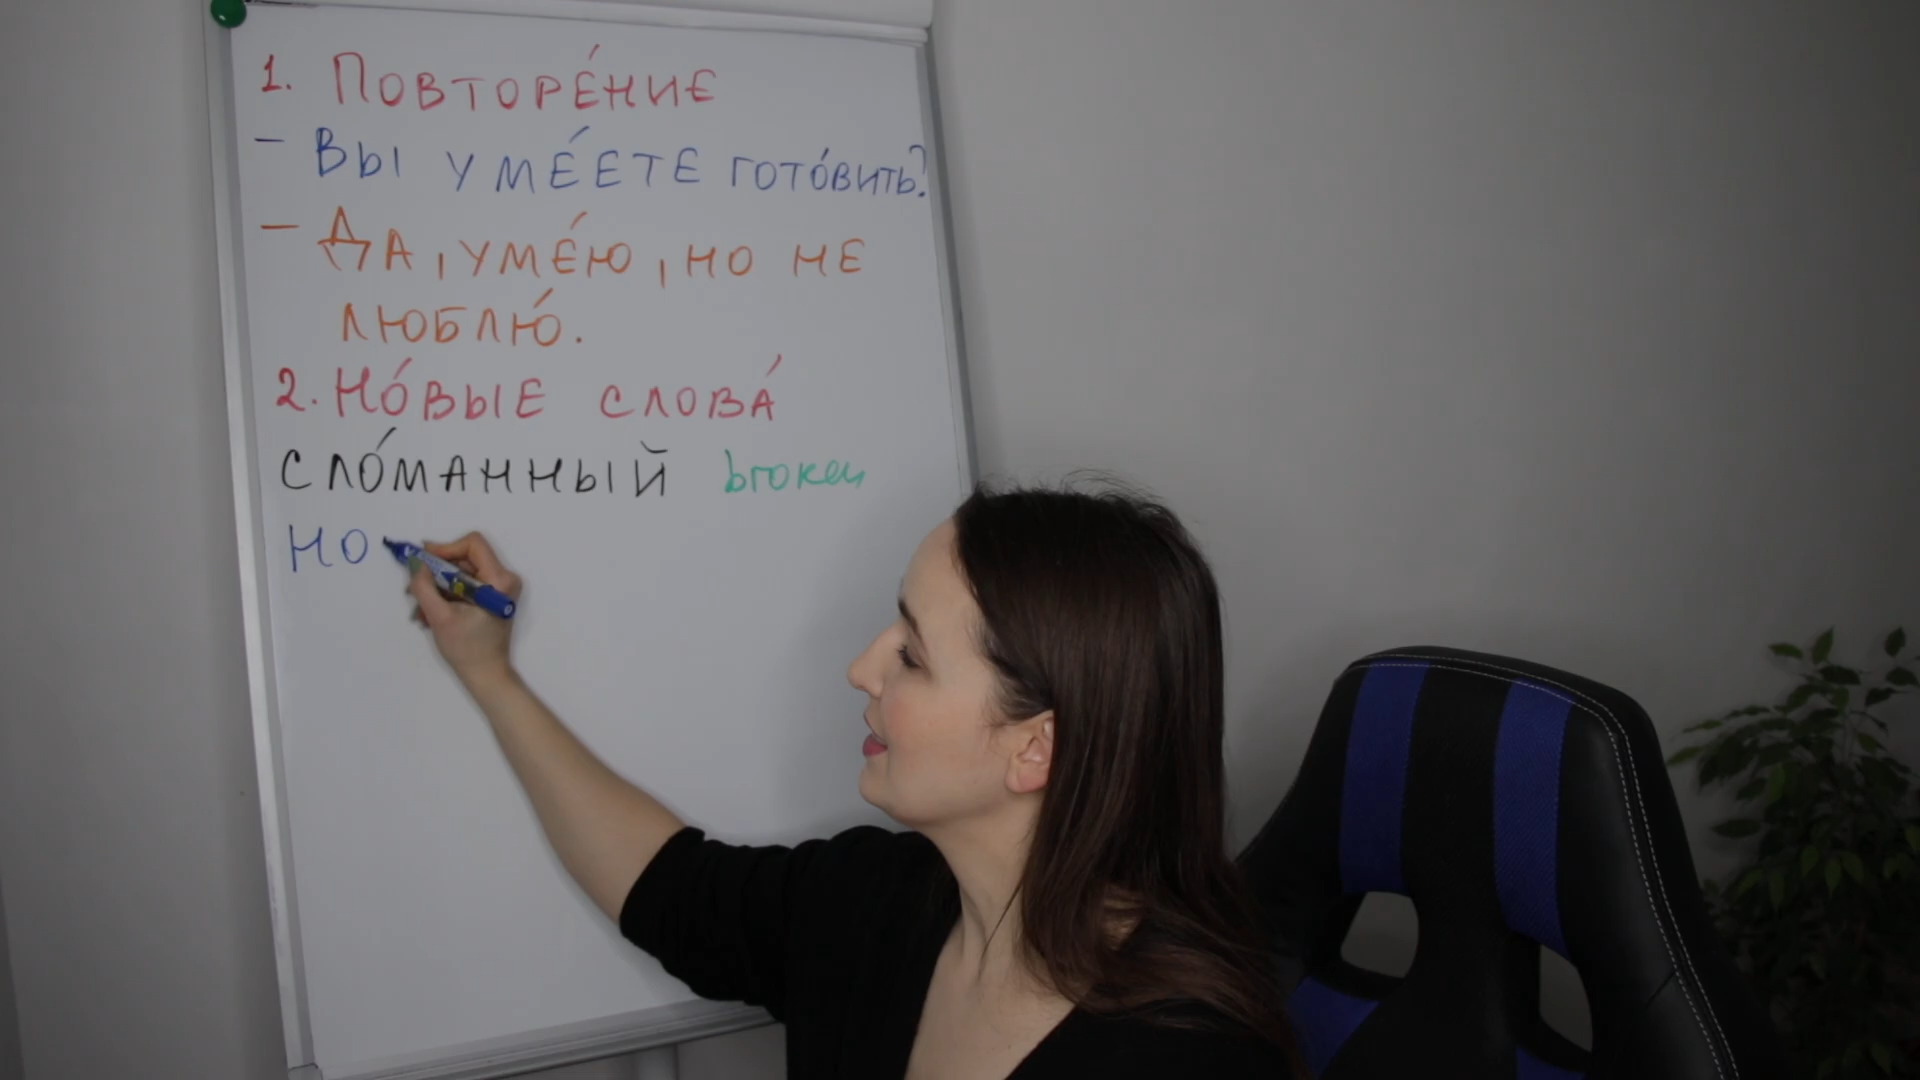 1. Повторе́ние
- Вы уме́ете гото́вить?
- Да, уме́ю, но не
люблю́.
2. Но́вые слова́
сло́манный broken
но